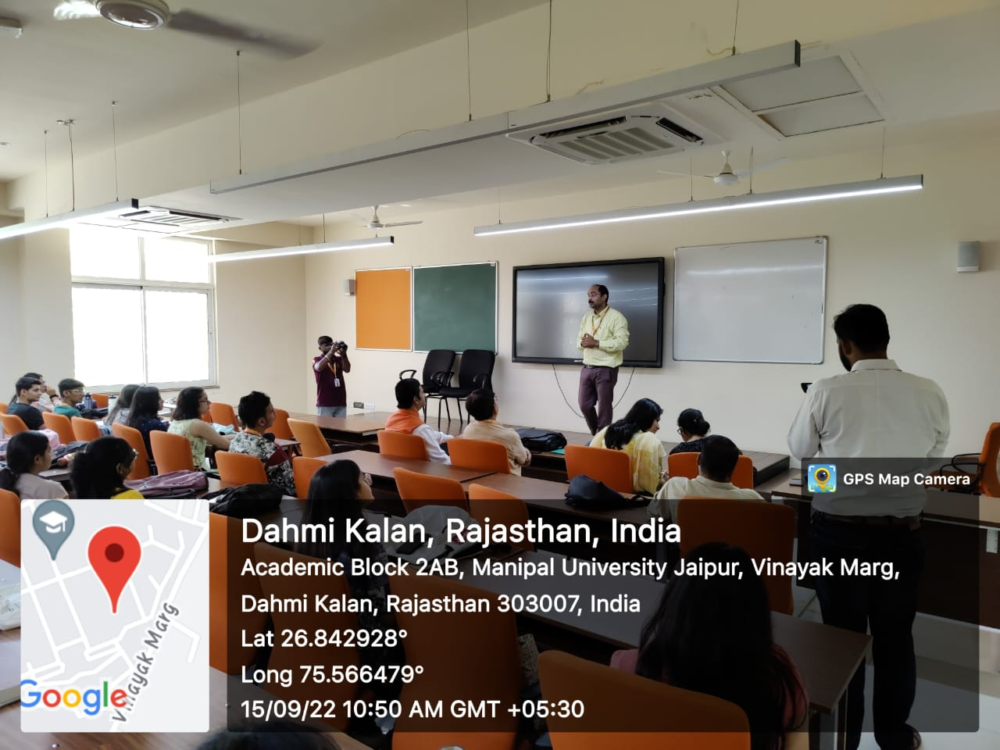 GPS Map Camera
Dahmi Kalan, Rajasthan, India
Academic Block 2AB, Manipal University Jaipur, Vinayak Marg,
Dahmi Kalan, Rajasthan 303007, India
Lat 26.842928°
Long 75.566479°
15/09/22 10:50 AM GMT +05:30
Vinayak Marg
Google